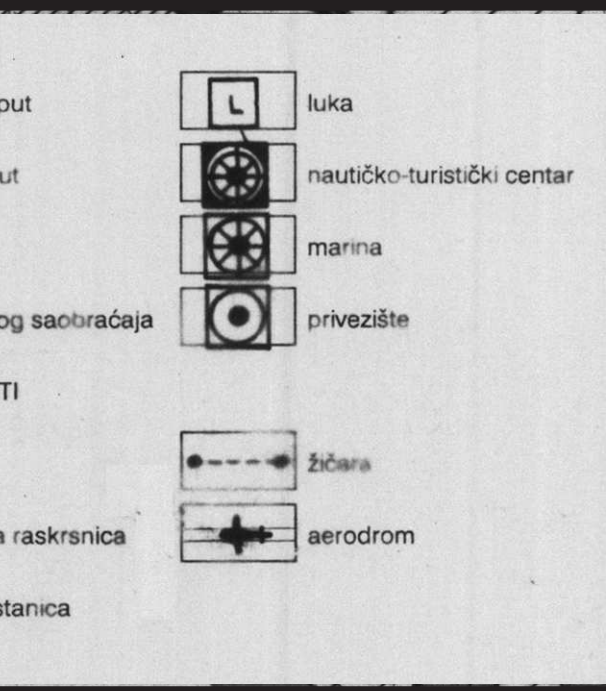 put
L luka
ut
nautičko-turistički centar
marina
og saobraćaja
privezište
TI
žičara
a raskrsnica
aerodrom
stanica